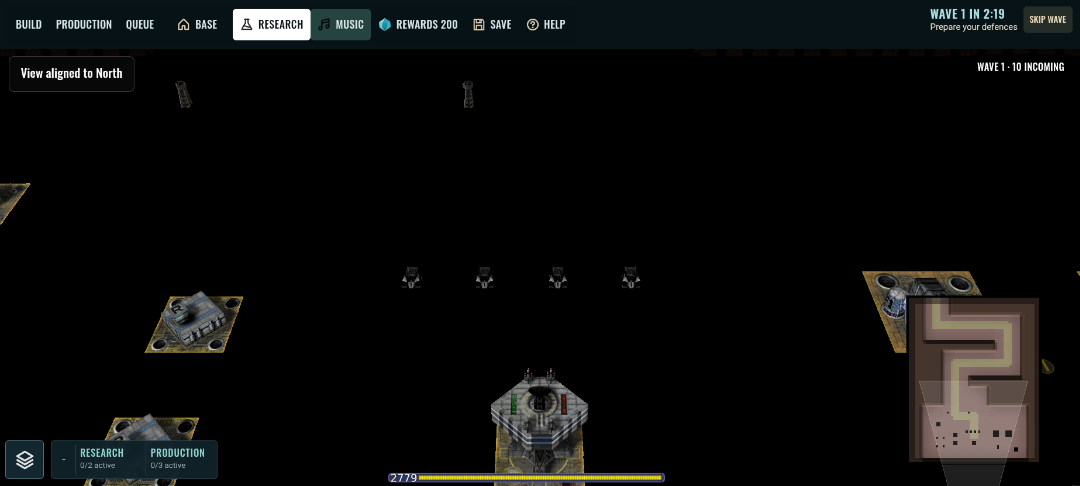 BUILD PRODUCTION QUEUE BASE RESEARCH MUSIC REWARDS 200 SAVE HELP
WAVE 1 IN 2:19
Prepare your defences
SKIP WAVE
View aligned to North
WAVE 1 · 10 INCOMING
- RESEARCH PRODUCTION
0/2 active 0/3 active
2779